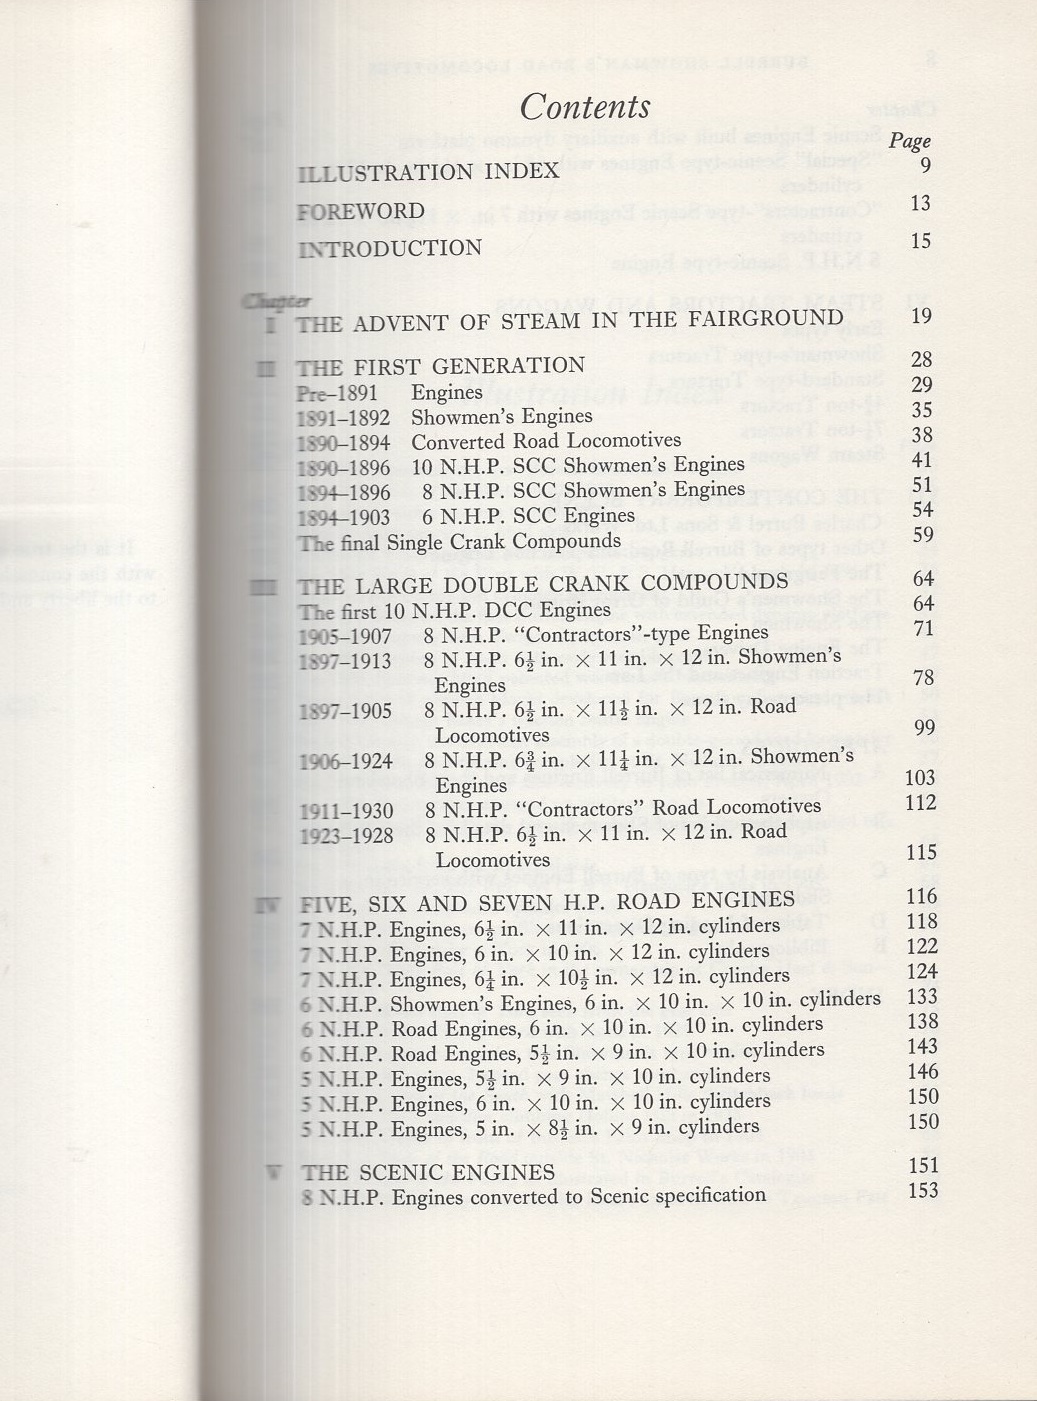 Contents
Page
ILLUSTRATION INDEX 9
FOREWORD 13
INTRODUCTION 15
Chapter
I THE ADVENT OF STEAM IN THE FAIRGROUND 19
II THE FIRST GENERATION 28
Pre–1891 Engines 29
1891–1892 Showmen's Engines 35
1890–1894 Converted Road Locomotives 38
1890–1896 10 N.H.P. SCC Showmen's Engines 41
1894–1896 8 N.H.P. SCC Showmen's Engines 51
1894–1903 6 N.H.P. SCC Engines 54
The final Single Crank Compounds 59
III THE LARGE DOUBLE CRANK COMPOUNDS 64
The first 10 N.H.P. DCC Engines 64
1905–1907 8 N.H.P. “Contractors”-type Engines 71
1897–1913 8 N.H.P. 6½ in. × 11 in. × 12 in. Showmen's
Engines 78
1897–1905 8 N.H.P. 6½ in. × 11½ in. × 12 in. Road
Locomotives 99
1906–1924 8 N.H.P. 6¾ in. × 11¼ in. × 12 in. Showmen's
Engines 103
1911–1930 8 N.H.P. “Contractors” Road Locomotives 112
1923–1928 8 N.H.P. 6½ in. × 11 in. × 12 in. Road
Locomotives 115
IV FIVE, SIX AND SEVEN H.P. ROAD ENGINES 116
7 N.H.P. Engines, 6½ in. × 11 in. × 12 in. cylinders 118
7 N.H.P. Engines, 6 in. × 10 in. × 12 in. cylinders 122
7 N.H.P. Engines, 6¼ in. × 10½ in. × 12 in. cylinders 124
6 N.H.P. Showmen's Engines, 6 in. × 10 in. × 10 in. cylinders 133
6 N.H.P. Road Engines, 6 in. × 10 in. × 10 in. cylinders 138
6 N.H.P. Road Engines, 5½ in. × 9 in. × 10 in. cylinders 143
5 N.H.P. Engines, 5½ in. × 9 in. × 10 in. cylinders 146
5 N.H.P. Engines, 6 in. × 10 in. × 10 in. cylinders 150
5 N.H.P. Engines, 5 in. × 8½ in. × 9 in. cylinders 150
V THE SCENIC ENGINES 151
8 N.H.P. Engines converted to Scenic specification 153